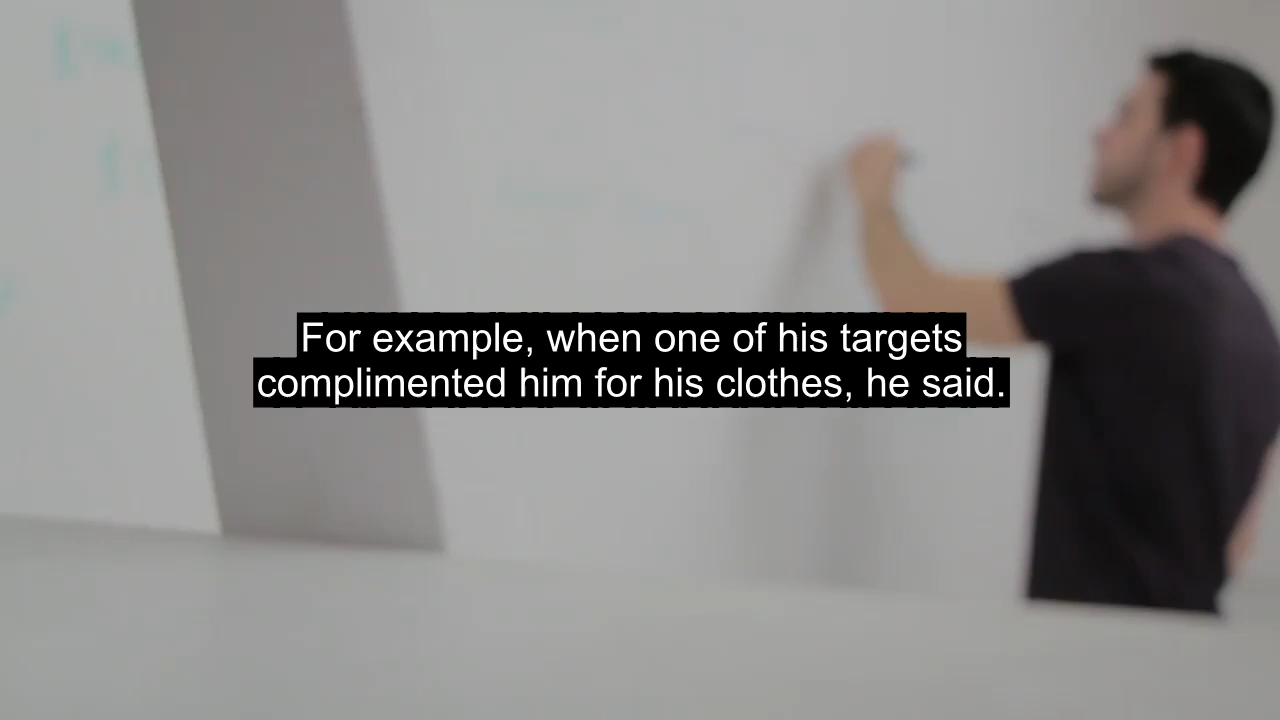 For example, when one of his targets
complimented him for his clothes, he said.